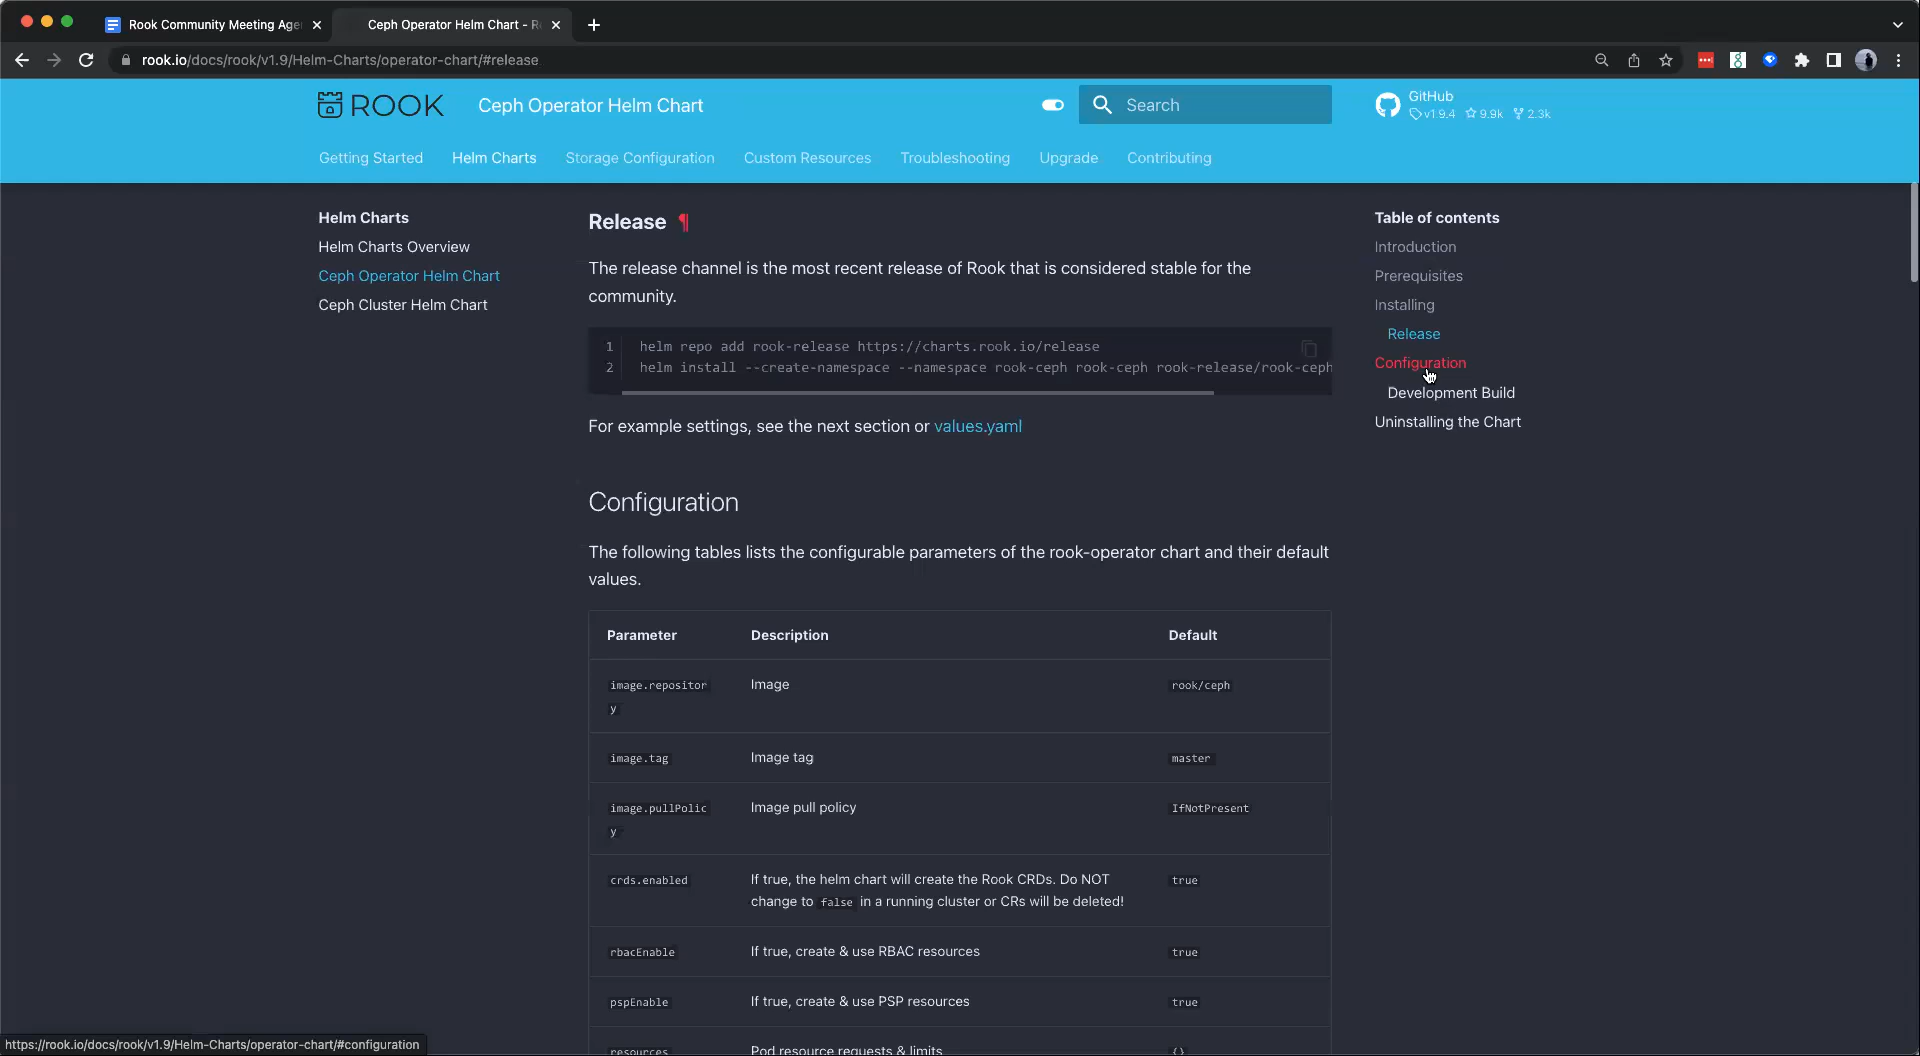 Rook Community Meeting Age
Ceph Operator Helm Chart - R
rook.io/docs/rook/v1.9/Helm-Charts/operator-chart/#release
ROOK
Ceph Operator Helm Chart
Search
GitHub
v1.9.4 9.9k 2.3k
Getting Started
Helm Charts
Storage Configuration
Custom Resources
Troubleshooting
Upgrade
Contributing
Helm Charts
Helm Charts Overview
Ceph Operator Helm Chart
Ceph Cluster Helm Chart
Release ¶
The release channel is the most recent release of Rook that is considered stable for the
community.
1 helm repo add rook-release https://charts.rook.io/release
2 helm install --create-namespace --namespace rook-ceph rook-ceph rook-release/rook-ceph
For example settings, see the next section or values.yaml
Configuration
The following tables lists the configurable parameters of the rook-operator chart and their default
values.
Parameter Description Default
image.repositor Image rook/ceph
y
image.tag Image tag master
image.pullPolic Image pull policy IfNotPresent
y
crds.enabled If true, the helm chart will create the Rook CRDs. Do NOT true
change to false in a running cluster or CRs will be deleted!
rbacEnable If true, create & use RBAC resources true
pspEnable If true, create & use PSP resources true
resources Pod resource requests & limits {}
Table of contents
Introduction
Prerequisites
Installing
Release
Configuration
Development Build
Uninstalling the Chart
https://rook.io/docs/rook/v1.9/Helm-Charts/operator-chart/#configuration